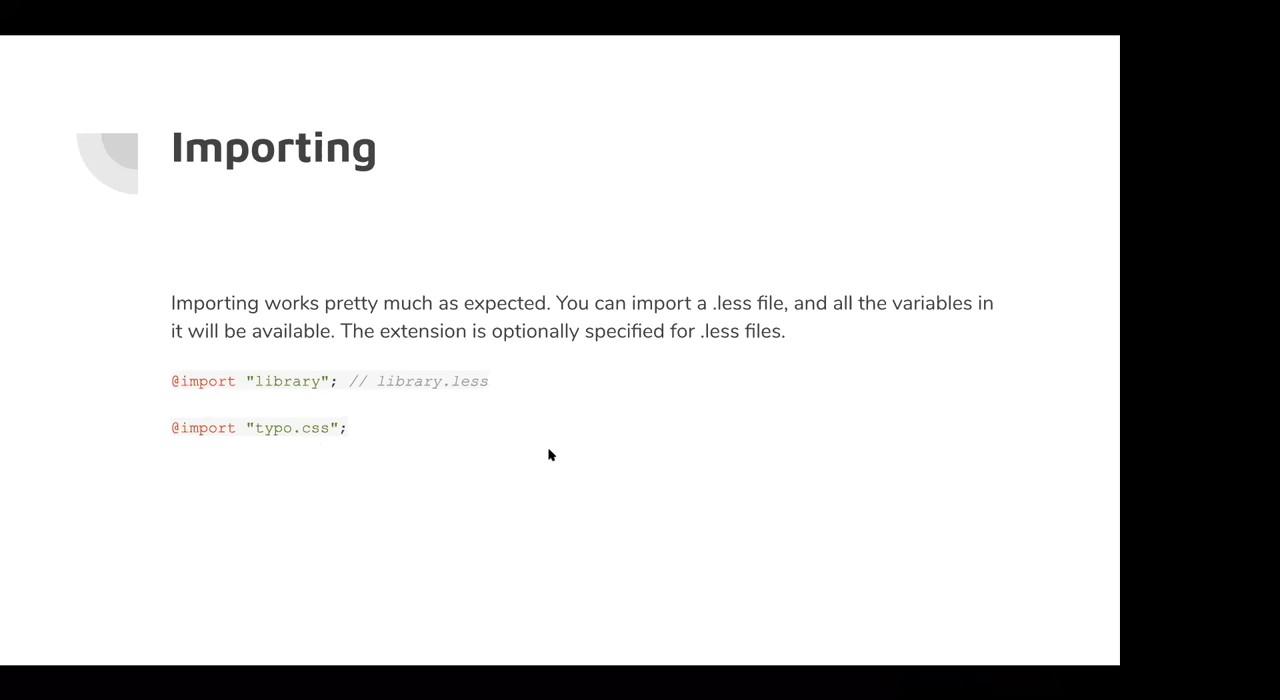 Importing
Importing works pretty much as expected. You can import a .less file, and all the variables in
it will be available. The extension is optionally specified for .less files.
@import "library"; // library.less
@import "typo.css";